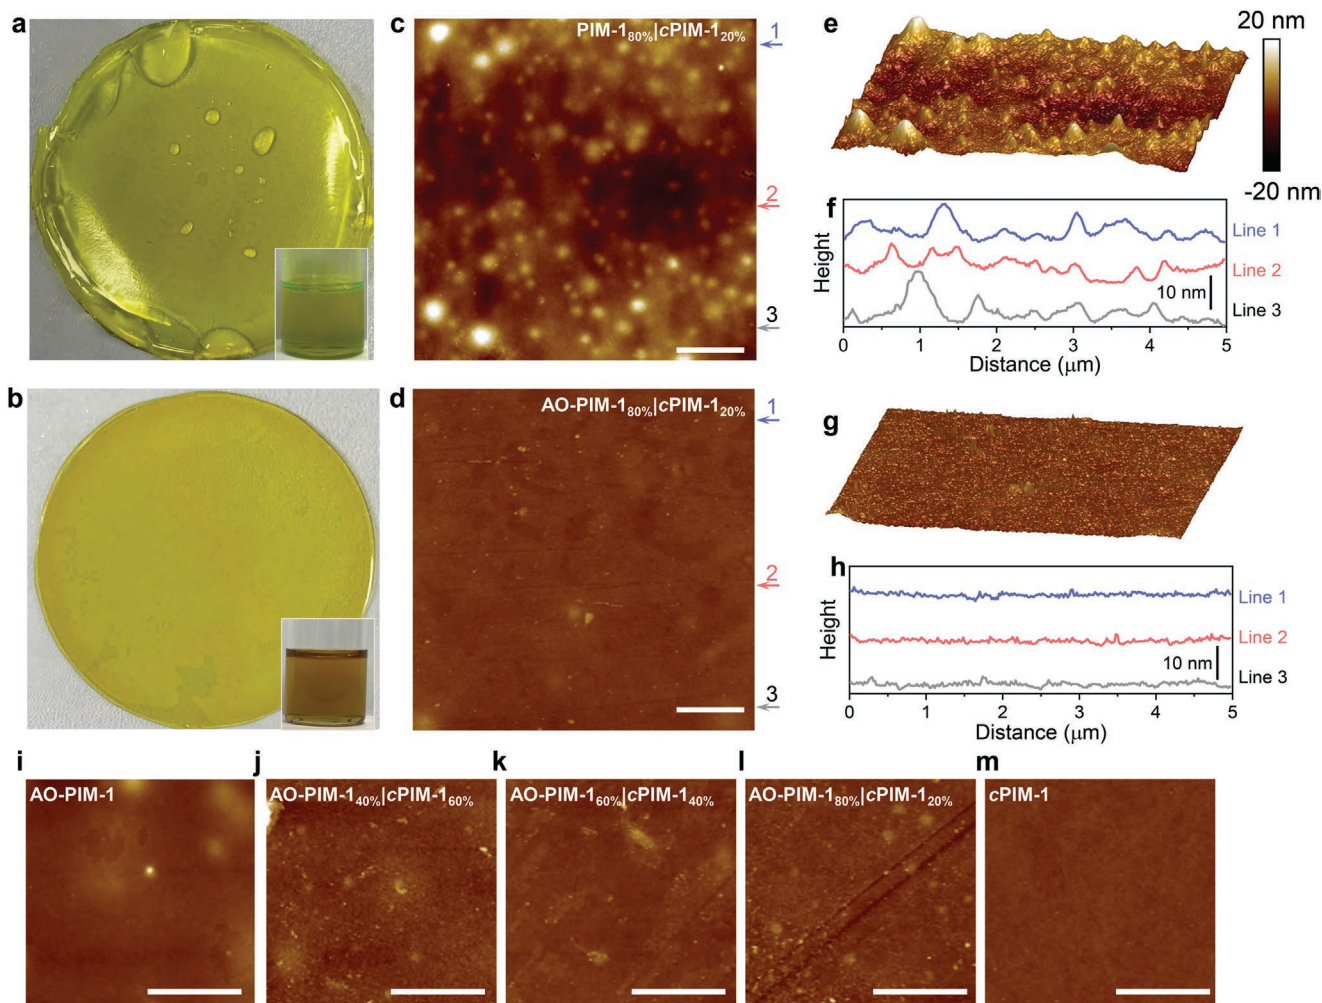 a
c
PIM-1₈₀%|cPIM-1₂₀%
1
2
3
e
20 nm
-20 nm
f
Height
Line 1
Line 2
10 nm
Line 3
0 1 2 3 4 5
Distance (μm)
b
d
AO-PIM-1₈₀%|cPIM-1₂₀%
1
2
3
g
h
Height
Line 1
Line 2
10 nm
Line 3
0 1 2 3 4 5
Distance (μm)
i
AO-PIM-1
j
AO-PIM-1₄₀%|cPIM-1₆₀%
k
AO-PIM-1₆₀%|cPIM-1₄₀%
l
AO-PIM-1₈₀%|cPIM-1₂₀%
m
cPIM-1